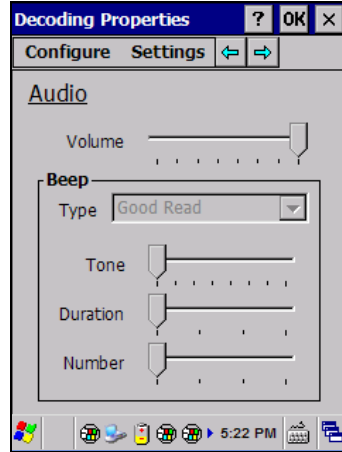 Decoding Properties ? OK ×
Configure Settings
Audio
Volume
Beep
Type Good Read
Tone
Duration
Number
5:22 PM